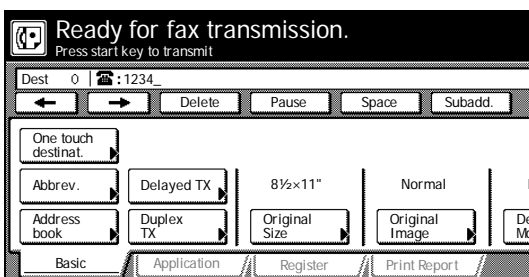 Ready for fax transmission.
Press start key to transmit
Dest 0 ☎:1234_
Delete Pause Space Subadd.
One touch
destinat.
Abbrev. Delayed TX 8½×11" Normal
Address
book
Duplex
TX
Original
Size
Original
Image
Basic Application Register Print Report